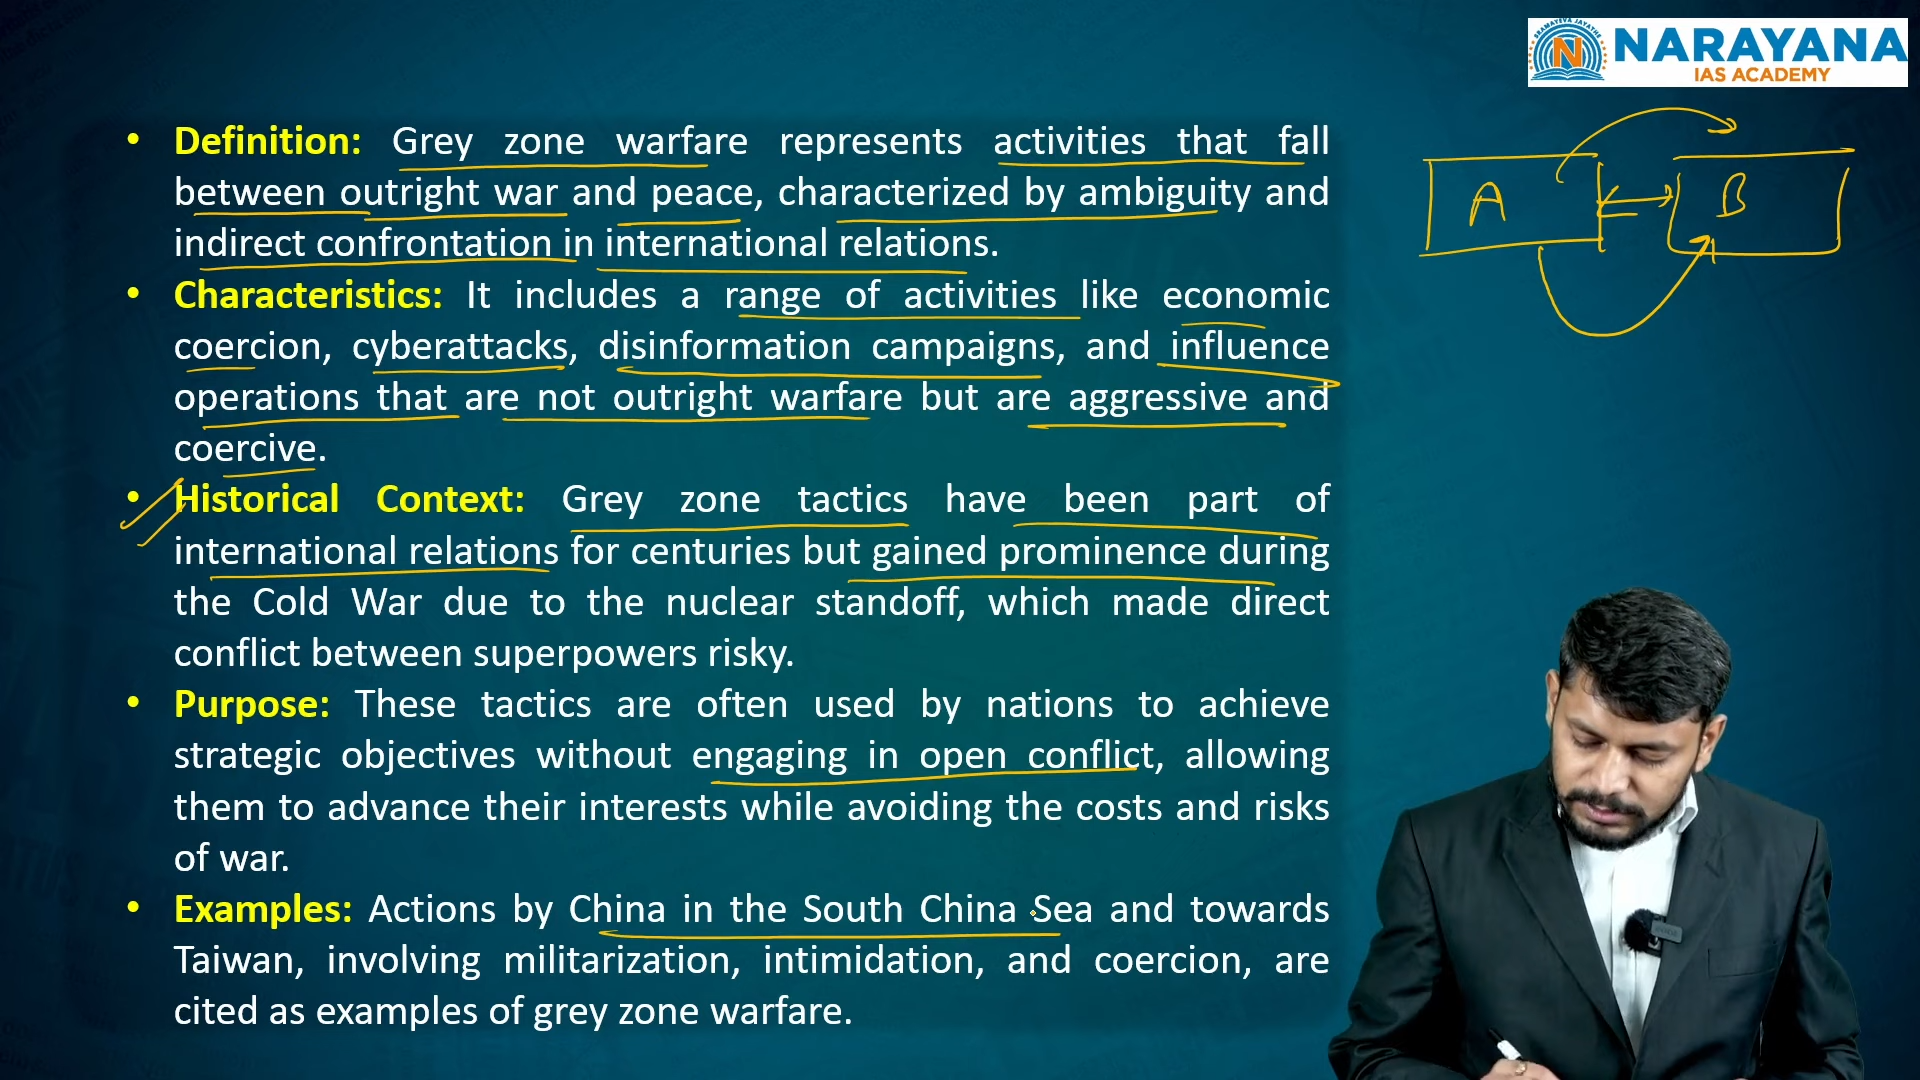 NARAYANA
IAS ACADEMY
• Definition: Grey zone warfare represents activities that fall
between outright war and peace, characterized by ambiguity and
indirect confrontation in international relations.
• Characteristics: It includes a range of activities like economic
coercion, cyberattacks, disinformation campaigns, and influence
operations that are not outright warfare but are aggressive and
coercive.
• Historical Context: Grey zone tactics have been part of
international relations for centuries but gained prominence during
the Cold War due to the nuclear standoff, which made direct
conflict between superpowers risky.
• Purpose: These tactics are often used by nations to achieve
strategic objectives without engaging in open conflict, allowing
them to advance their interests while avoiding the costs and risks
of war.
• Examples: Actions by China in the South China Sea and towards
Taiwan, involving militarization, intimidation, and coercion, are
cited as examples of grey zone warfare.
A B